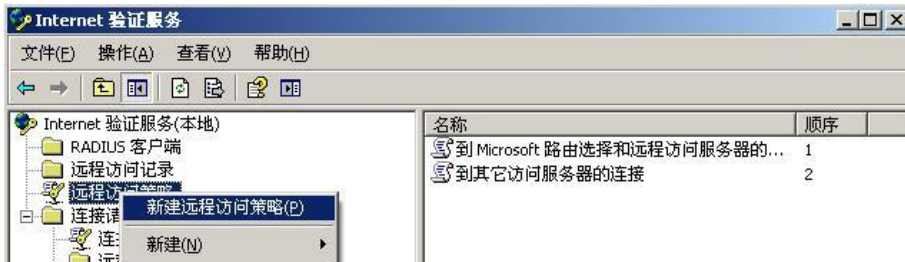 Internet 验证服务
文件(F) 操作(A) 查看(V) 帮助(H)
Internet 验证服务(本地)
名称 顺序
RADIUS 客户端
到 Microsoft 路由选择和远程访问服务器的... 1
远程访问记录
到其它访问服务器的连接 2
远程访问策略
新建远程访问策略(P)
连接请
新建(N)
连